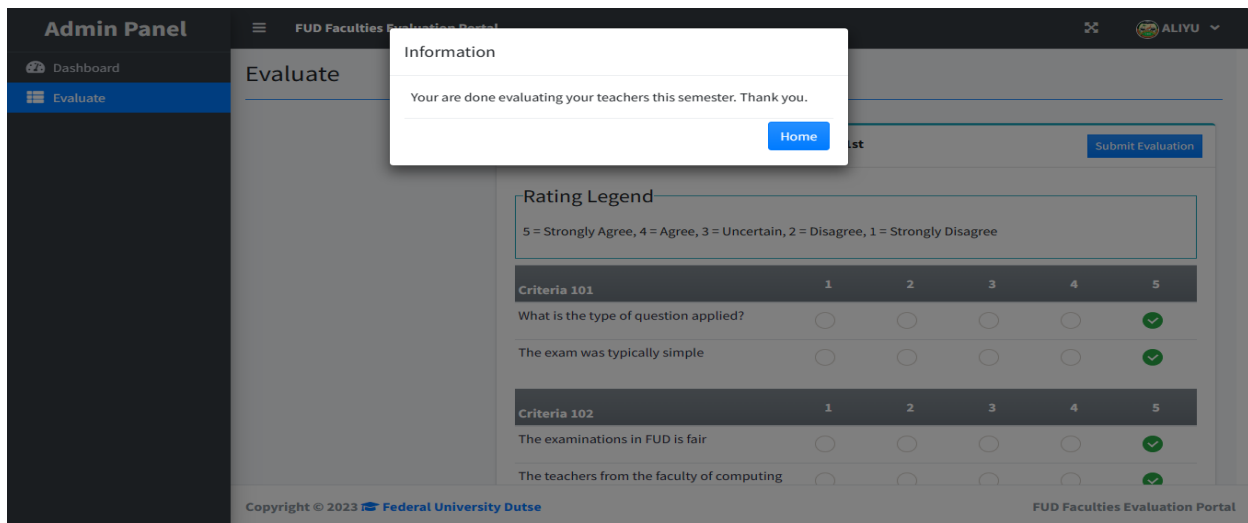 Admin Panel
FUD Faculties Evaluation Portal
ALIYU
Dashboard
Evaluate
Evaluate
Information
Your are done evaluating your teachers this semester. Thank you.
Home
1st
Submit Evaluation
Rating Legend
5 = Strongly Agree, 4 = Agree, 3 = Uncertain, 2 = Disagree, 1 = Strongly Disagree
Criteria 101 1 2 3 4 5
What is the type of question applied?
The exam was typically simple
Criteria 102 1 2 3 4 5
The examinations in FUD is fair
The teachers from the faculty of computing
Copyright © 2023 Federal University Dutse
FUD Faculties Evaluation Portal